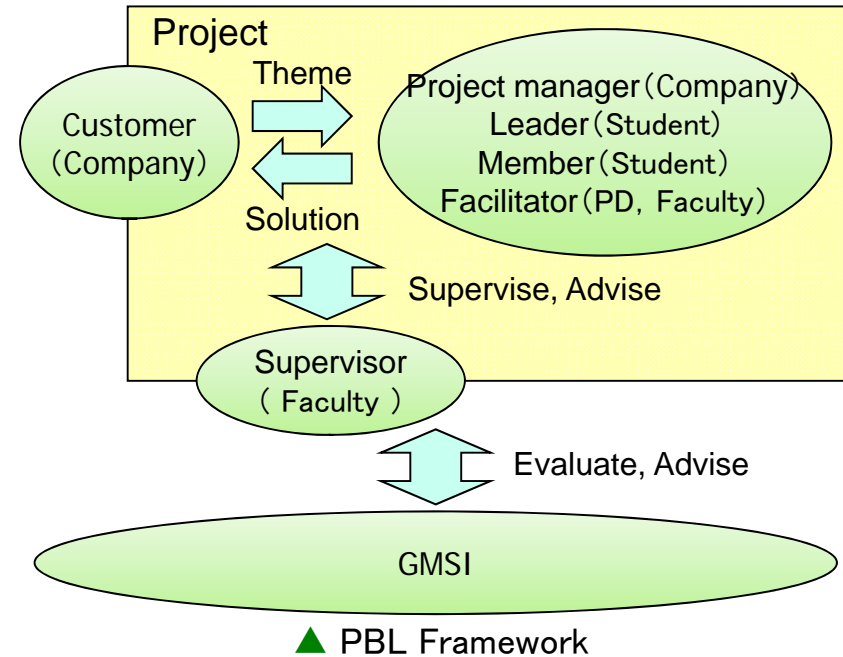 Project
Theme
Customer
（Company）
Project manager（Company）
Leader（Student）
Member（Student）
Facilitator（PD, Faculty）
Solution
Supervise, Advise
Supervisor
（ Faculty ）
Evaluate, Advise
GMSI
▲ PBL Framework